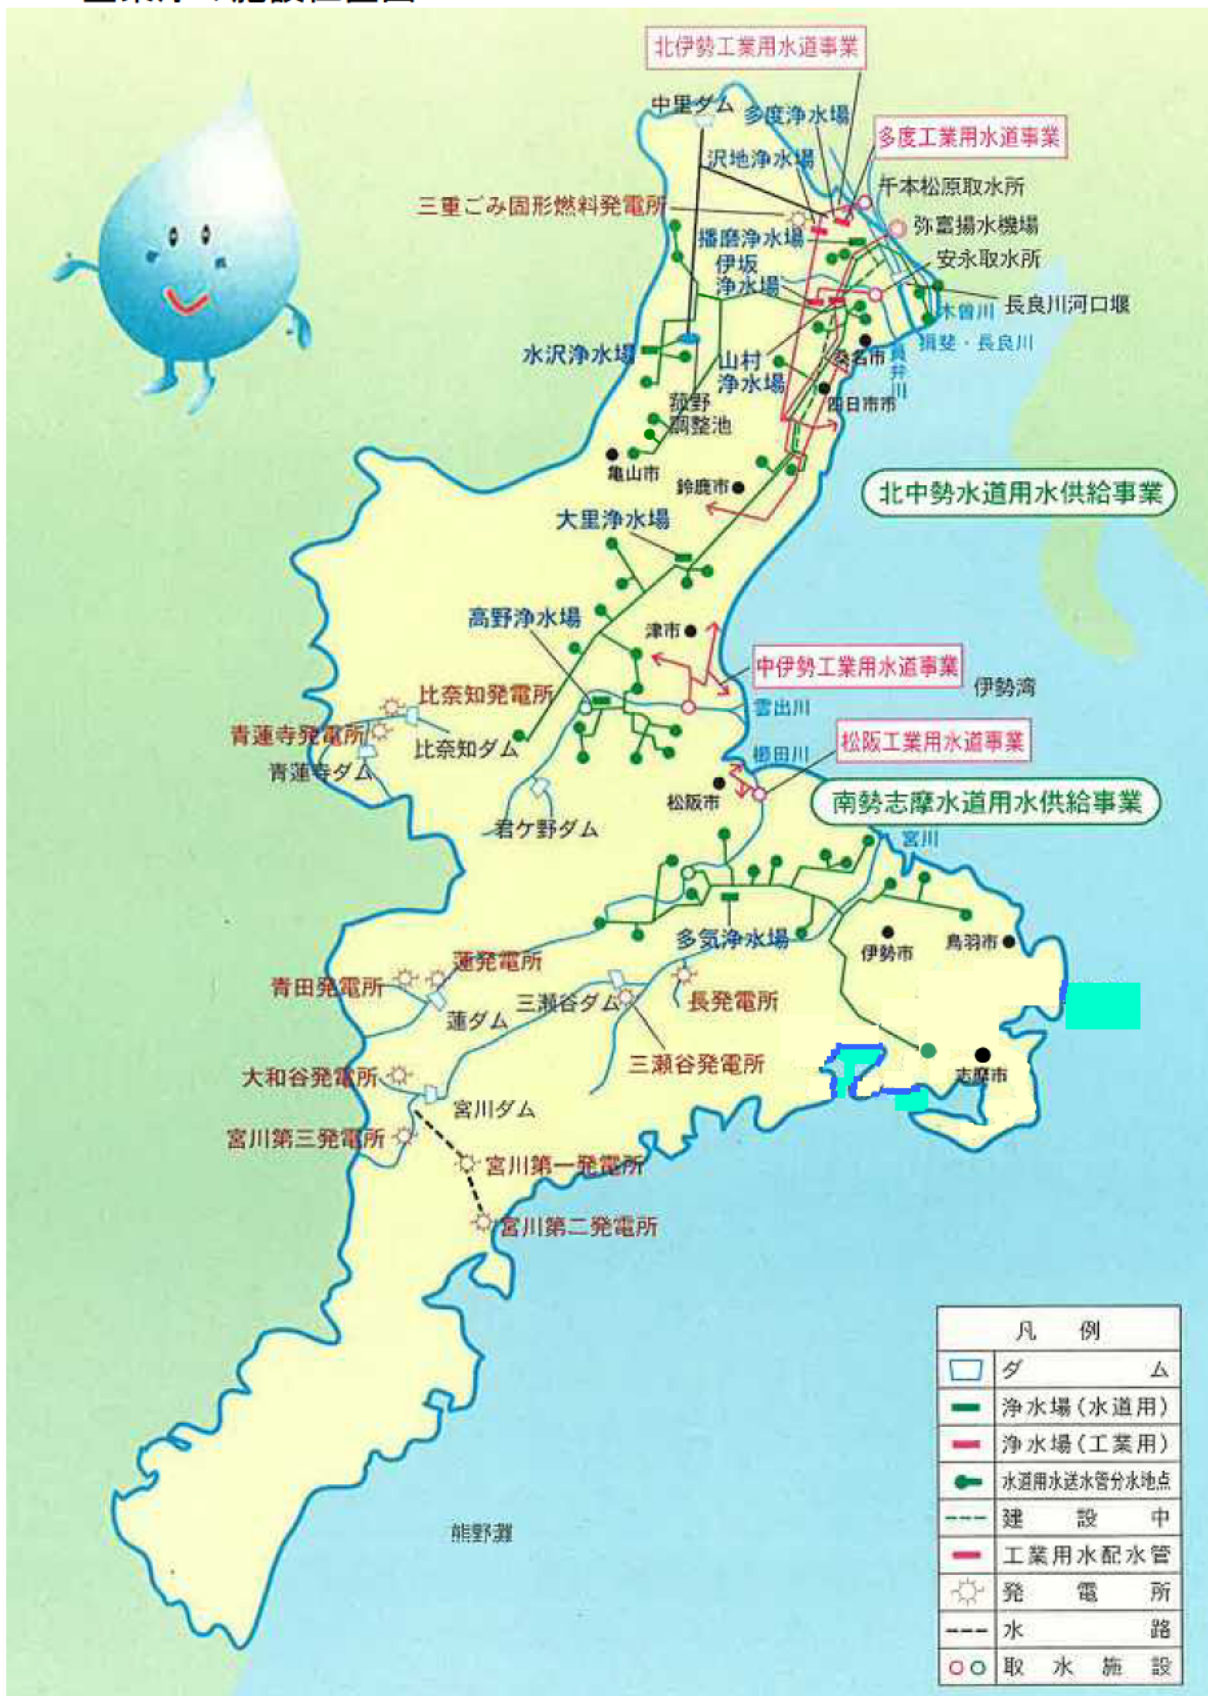 北伊勢工業用水道事業
中里ダム
多度浄水場
多度工業用水道事業
沢地浄水場
千本松原取水所
三重ごみ固形燃料発電所
弥富揚水機場
播磨浄水場
安永取水所
伊坂
浄水場
長良川河口堰
木曽川
揖斐・長良川
員弁川
水沢浄水場
山村
浄水場
桑名市
菰野
調整池
四日市市
亀山市
鈴鹿市
北中勢水道用水供給事業
大里浄水場
高野浄水場
津市
中伊勢工業用水道事業
伊勢湾
比奈知発電所
雲出川
青蓮寺発電所
比奈知ダム
青蓮寺ダム
松阪工業用水道事業
櫛田川
松阪市
南勢志摩水道用水供給事業
君ケ野ダム
宮川
多気浄水場
伊勢市
鳥羽市
蓮発電所
青田発電所
三瀬谷ダム
長発電所
蓮ダム
三瀬谷発電所
大和谷発電所
志摩市
宮川ダム
宮川第三発電所
宮川第一発電所
宮川第二発電所
熊野灘
凡 例
ダ ム
浄水場(水道用)
浄水場(工業用)
水道用水送水管分水地点
建 設 中
工業用水配水管
発 電 所
水 路
取 水 施 設